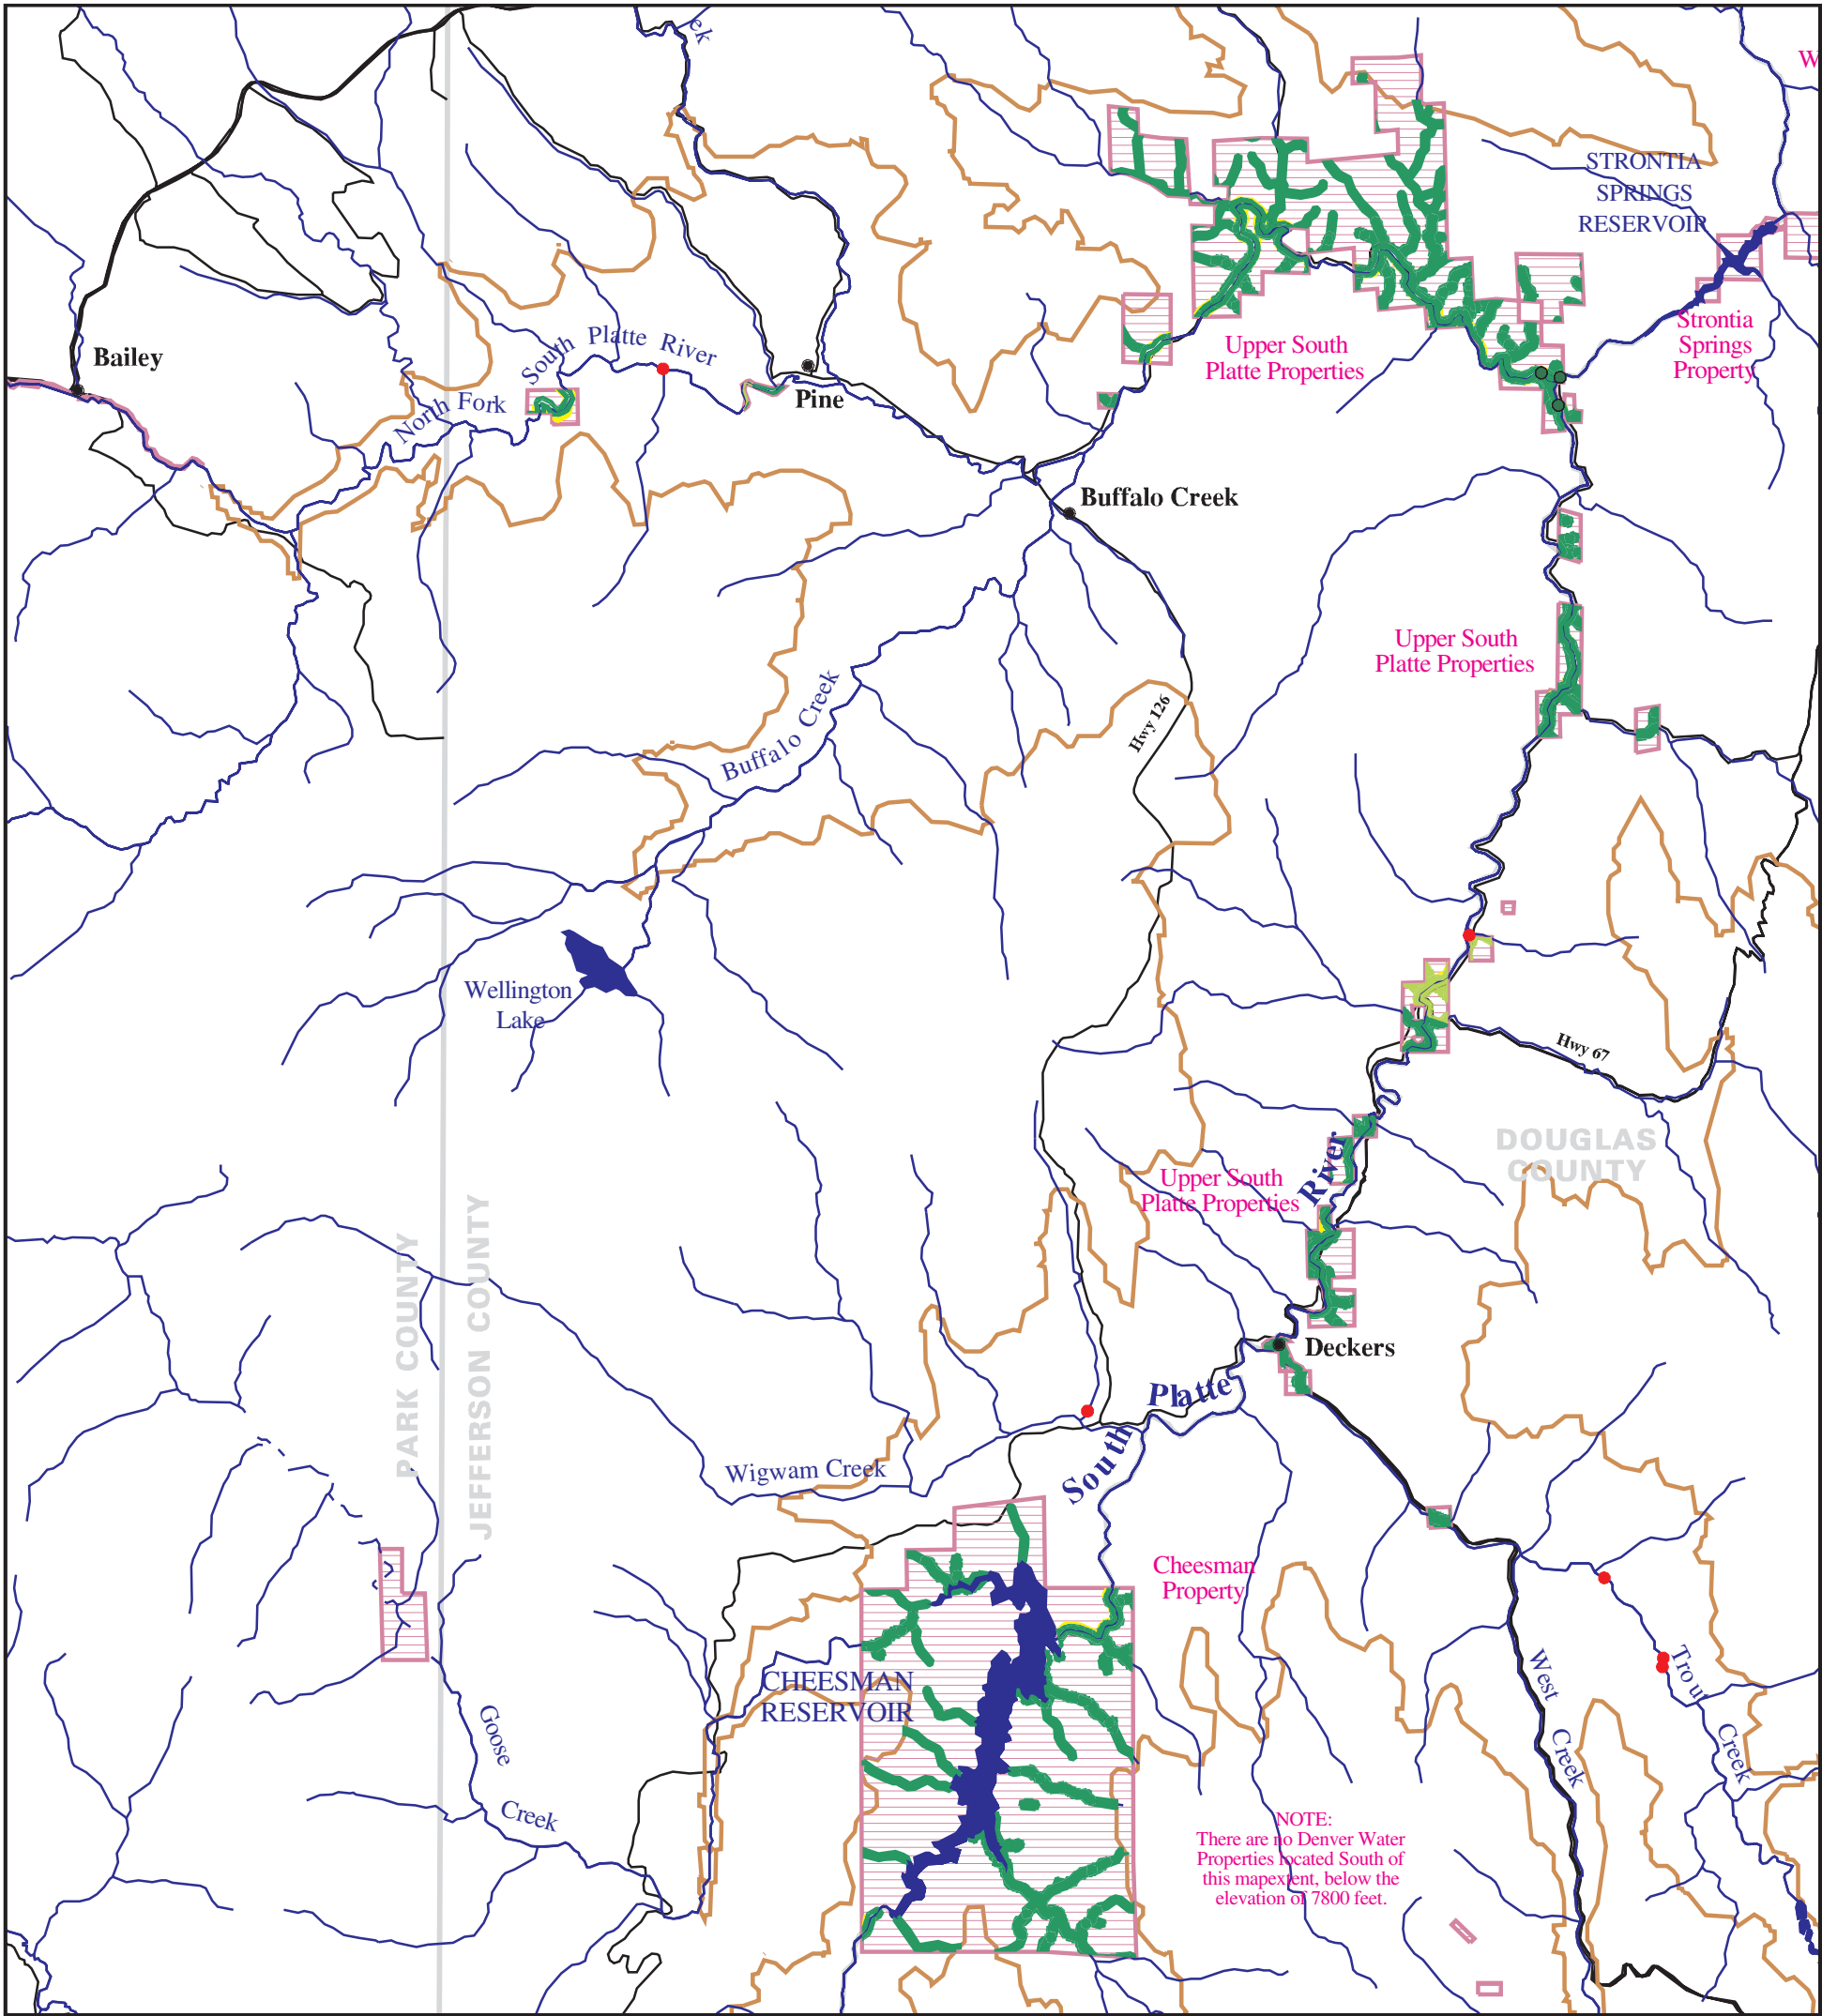 ek
W
STRONTIA
SPRINGS
RESERVOIR
Strontia
Springs
Property
Upper South
Platte Properties
Bailey
North Fork South Platte River
Pine
Buffalo Creek
Upper South
Platte Properties
Hwy 126
Buffalo Creek
Wellington
Lake
Hwy 67
DOUGLAS
COUNTY
Upper South
Platte Properties
South Platte River
Deckers
PARK COUNTY
JEFFERSON COUNTY
Wigwam Creek
Cheesman
Property
CHEESMAN
RESERVOIR
Goose Creek
West Creek
Trout Creek
NOTE:
There are no Denver Water
Properties located South of
this mapextent, below the
elevation of 7800 feet.